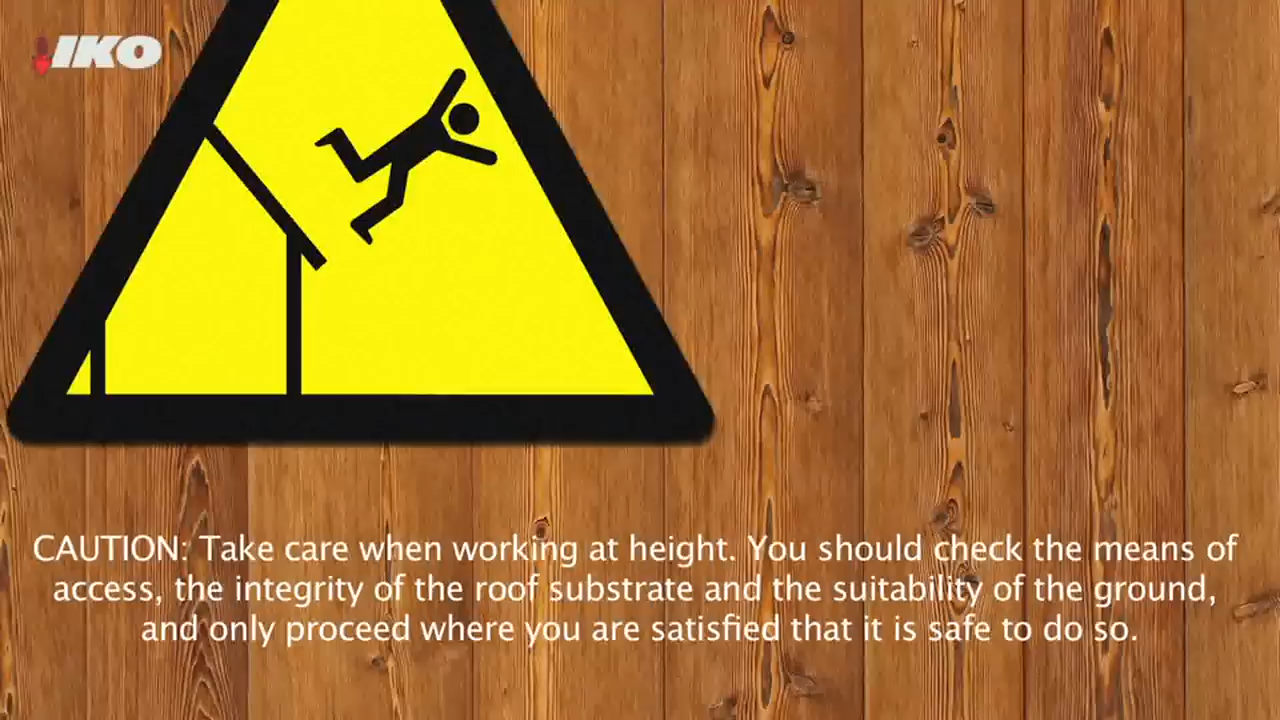 IKO
CAUTION: Take care when working at height. You should check the means of
access, the integrity of the roof substrate and the suitability of the ground,
and only proceed where you are satisfied that it is safe to do so.